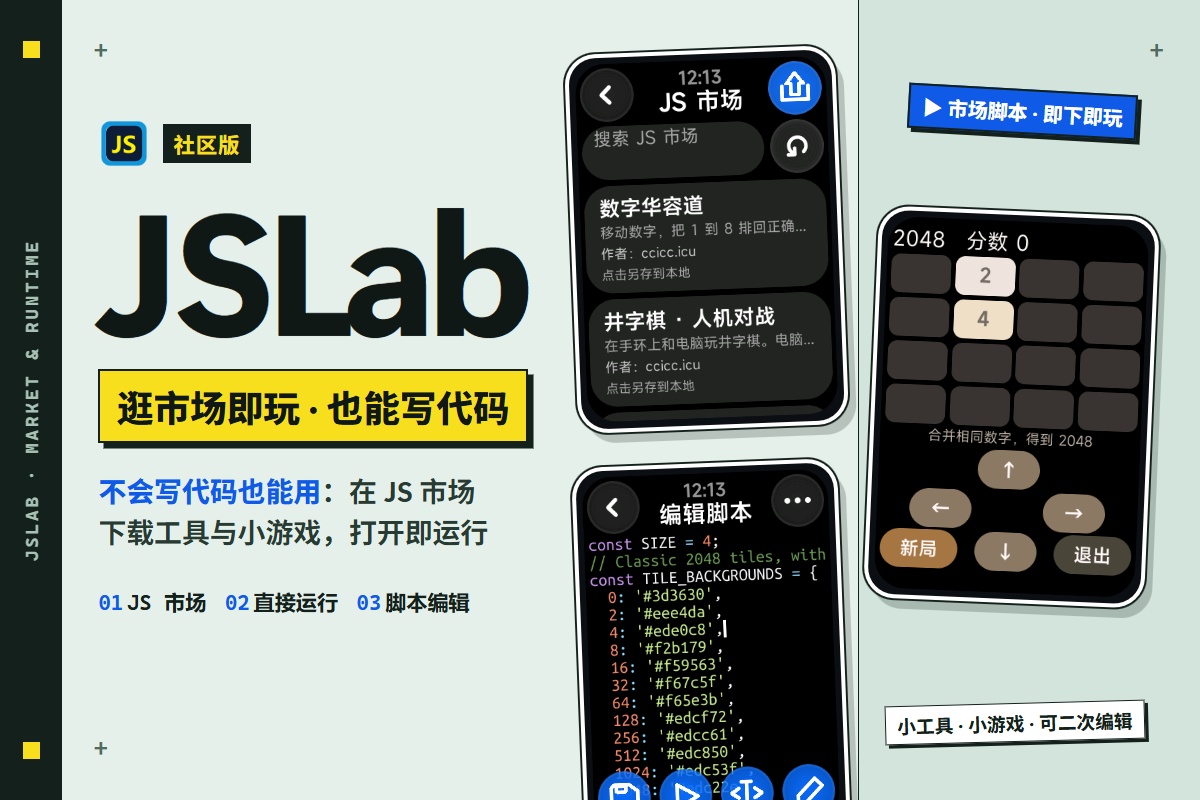 JSLAB · MARKET & RUNTIME
JS 社区版
JSLab
逛市场即玩 · 也能写代码
不会写代码也能用：在 JS 市场
下载工具与小游戏，打开即运行
01 JS 市场 02 直接运行 03 脚本编辑
12:13
JS 市场
搜索 JS 市场
数字华容道
移动数字，把 1 到 8 排回正确...
作者：ccicc.icu
点击另存到本地
井字棋 · 人机对战
在手环上和电脑玩井字棋。电脑...
作者：ccicc.icu
点击另存到本地
12:13
编辑脚本
const SIZE = 4;
// Classic 2048 tiles, with
const TILE_BACKGROUNDS = {
0: '#3d3630',
2: '#eee4da',
4: '#ede0c8',
8: '#f2b179',
16: '#f59563',
32: '#f67c5f',
64: '#f65e3b',
128: '#edcf72',
256: '#edcc61',
512: '#edc850',
1024: '#edc53f',
▶ 市场脚本 · 即下即玩
2048 分数 0
2
4
合并相同数字，得到 2048
↑
← →
新局 ↓ 退出
小工具 · 小游戏 · 可二次编辑